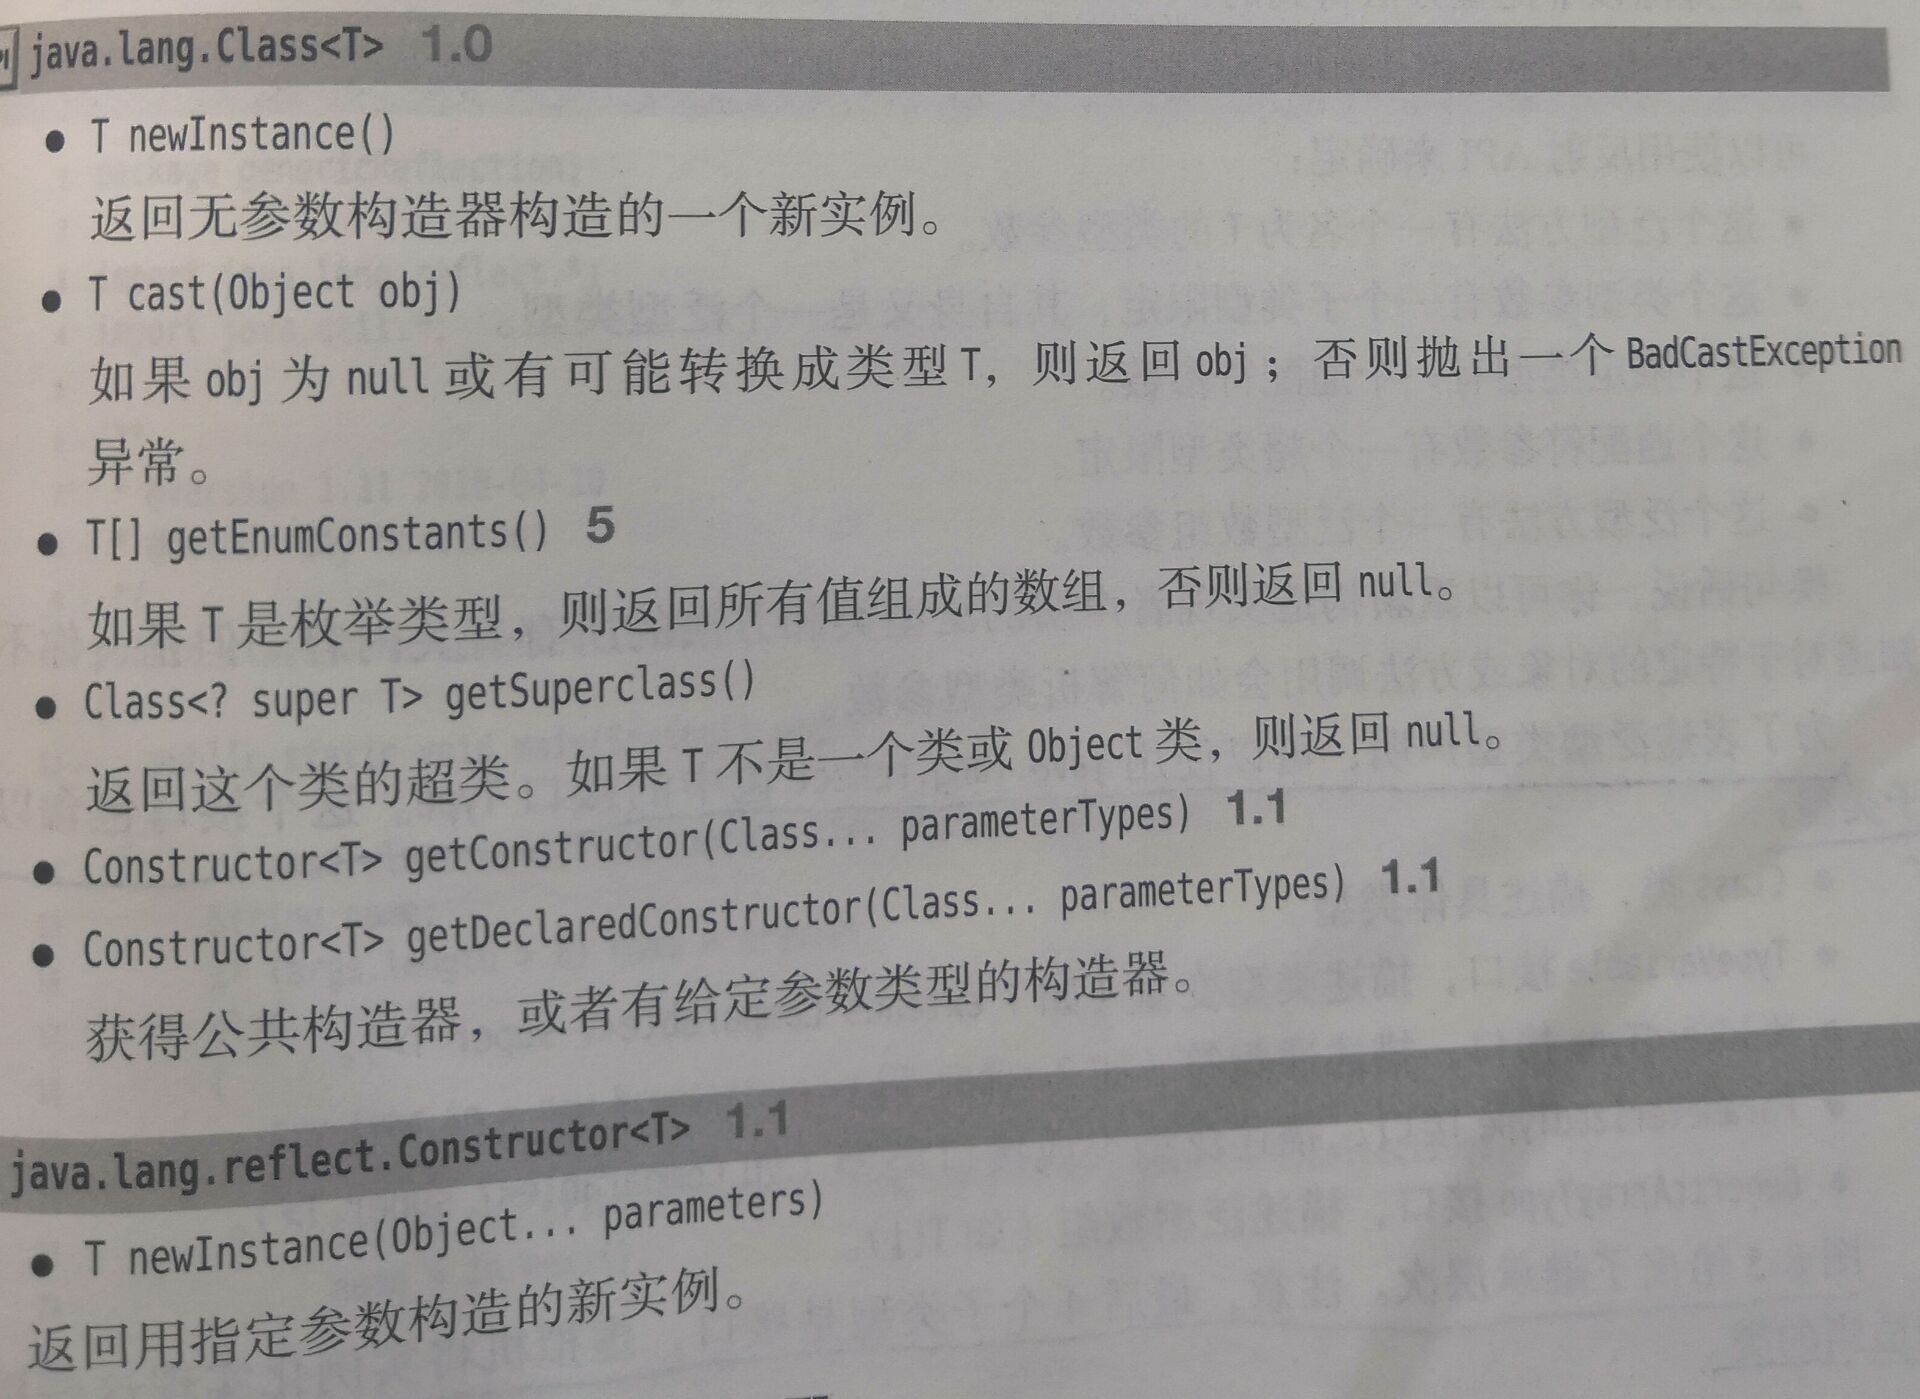 java.lang.Class<T> 1.0
● T newInstance()
返回无参数构造器构造的一个新实例。
● T cast(Object obj)
如果 obj 为 null 或有可能转换成类型 T，则返回 obj；否则抛出一个 BadCastException
异常。
● T[] getEnumConstants() 5
如果 T 是枚举类型，则返回所有值组成的数组，否则返回 null。
● Class<? super T> getSuperclass()
返回这个类的超类。如果 T 不是一个类或 Object 类，则返回 null。
● Constructor<T> getConstructor(Class... parameterTypes) 1.1
● Constructor<T> getDeclaredConstructor(Class... parameterTypes) 1.1
获得公共构造器，或者有给定参数类型的构造器。
java.lang.reflect.Constructor<T> 1.1
● T newInstance(Object... parameters)
返回用指定参数构造的新实例。